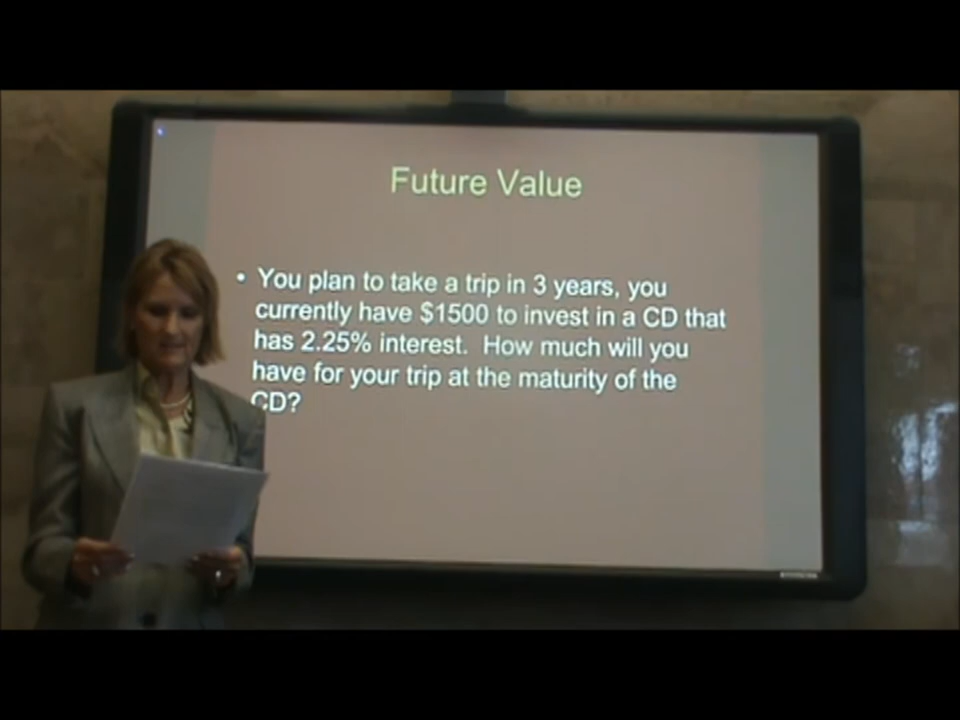 Future Value
• You plan to take a trip in 3 years, you
currently have $1500 to invest in a CD that
has 2.25% interest. How much will you
have for your trip at the maturity of the
CD?